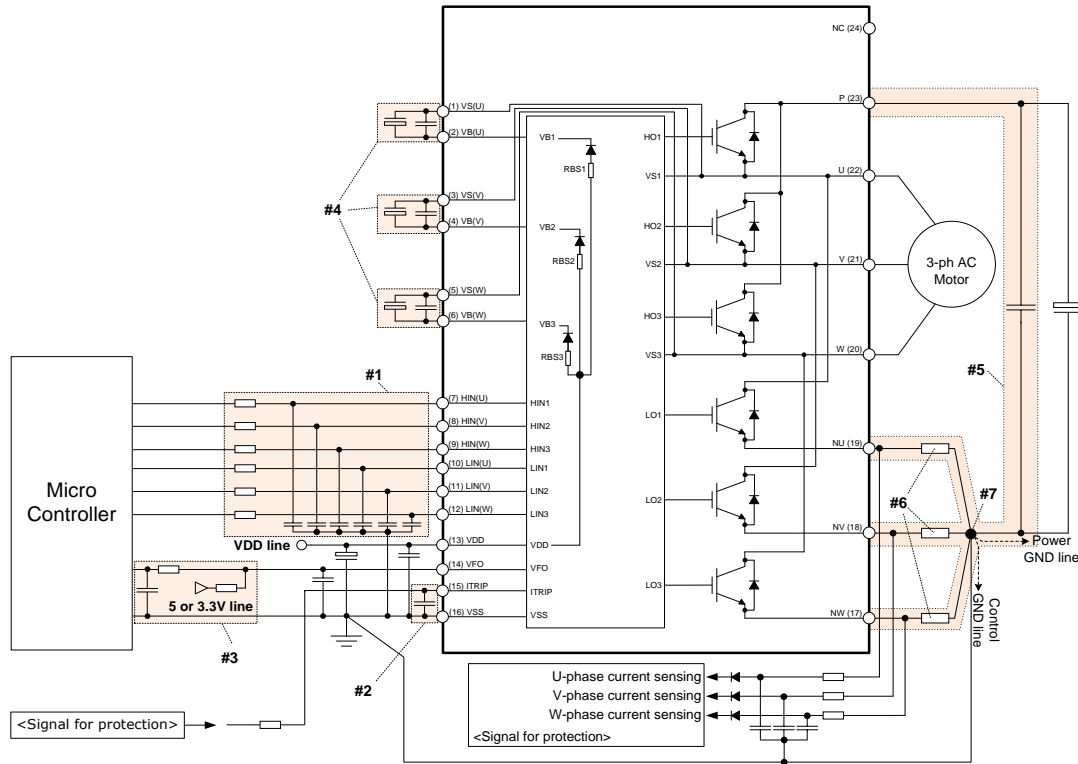 NC (24)
(1) VS(U)
(2) VB(U)
VB1
RBS1
HO1
P (23)
VS1
U (22)
#4
(3) VS(V)
(4) VB(V)
VB2
RBS2
HO2
VS2
V (21)
3-ph AC
Motor
(5) VS(W)
(6) VB(W)
VB3
RBS3
HO3
VS3
W (20)
#5
Micro
Controller
#1
(7) HIN(U)
HIN1
(8) HIN(V)
HIN2
(9) HIN(W)
HIN3
(10) LIN(U)
LIN1
(11) LIN(V)
LIN2
(12) LIN(W)
LIN3
LO1
NU (19)
LO2
#6
#7
NV (18)
VDD line
(13) VDD
VDD
(14) VFO
VFO
(15) ITRIP
ITRIP
(16) VSS
VSS
LO3
NW (17)
Power
GND line
Control
GND line
5 or 3.3V line
#3
#2
U-phase current sensing
V-phase current sensing
W-phase current sensing
<Signal for protection>
<Signal for protection>